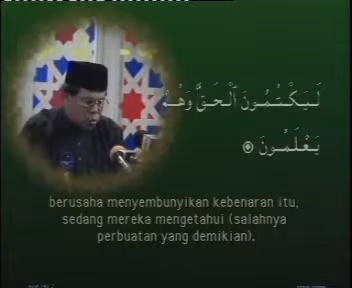 لَيَكْتُمُونَ ٱلْحَقَّ وَهُمْ
يَعْلَمُونَ
berusaha menyembunyikan kebenaran itu,
sedang mereka mengetahui (salahnya
perbuatan yang demikian).